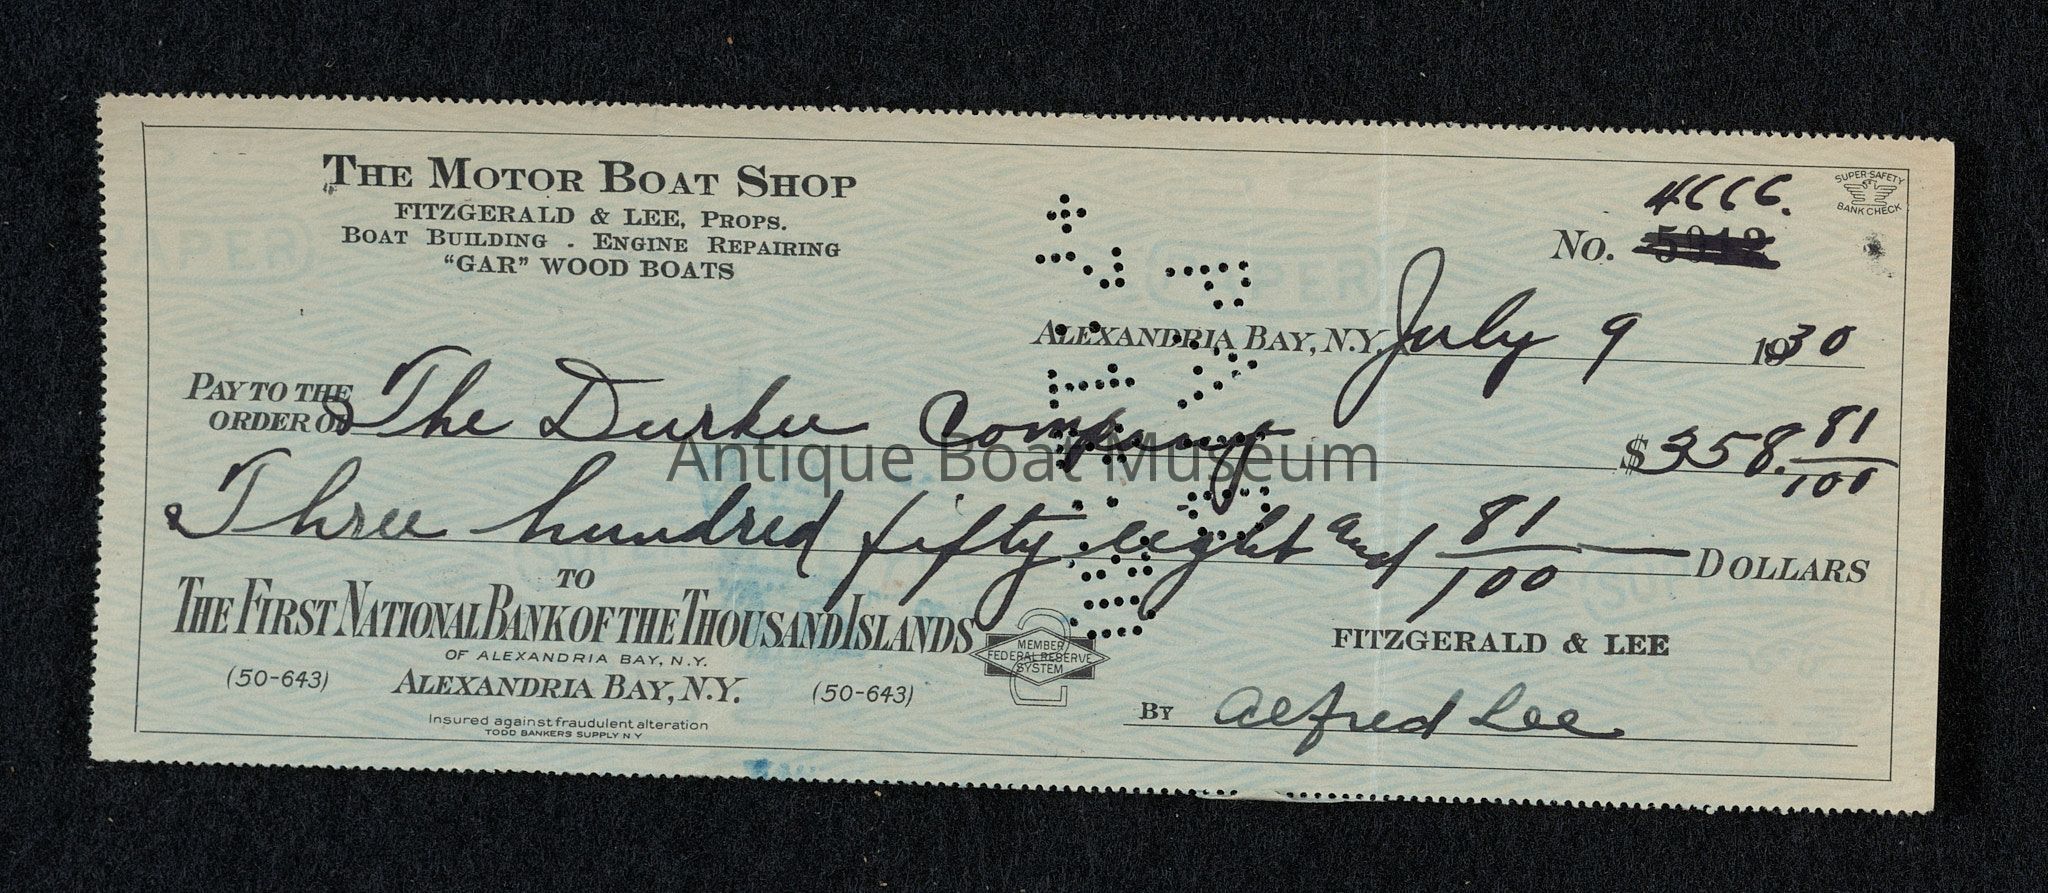 THE MOTOR BOAT SHOP
FITZGERALD & LEE, PROPS.
BOAT BUILDING . ENGINE REPAIRING
"GAR" WOOD BOATS
SUPER-SAFETY
BANK CHECK
No.
ALEXANDRIA BAY, N.Y. July 9 1930
PAY TO THE
ORDER OF The Durkee Company $358.81/100
Antique Boat Museum
Three hundred fifty eight and 81/100 DOLLARS
TO
THE FIRST NATIONAL BANK OF THE THOUSAND ISLANDS
OF ALEXANDRIA BAY, N.Y.
(50-643) ALEXANDRIA BAY, N.Y. (50-643)
MEMBER
FEDERAL RESERVE
SYSTEM
Insured against fraudulent alteration
TODD BANKERS SUPPLY N Y
FITZGERALD & LEE
BY Alfred Lee